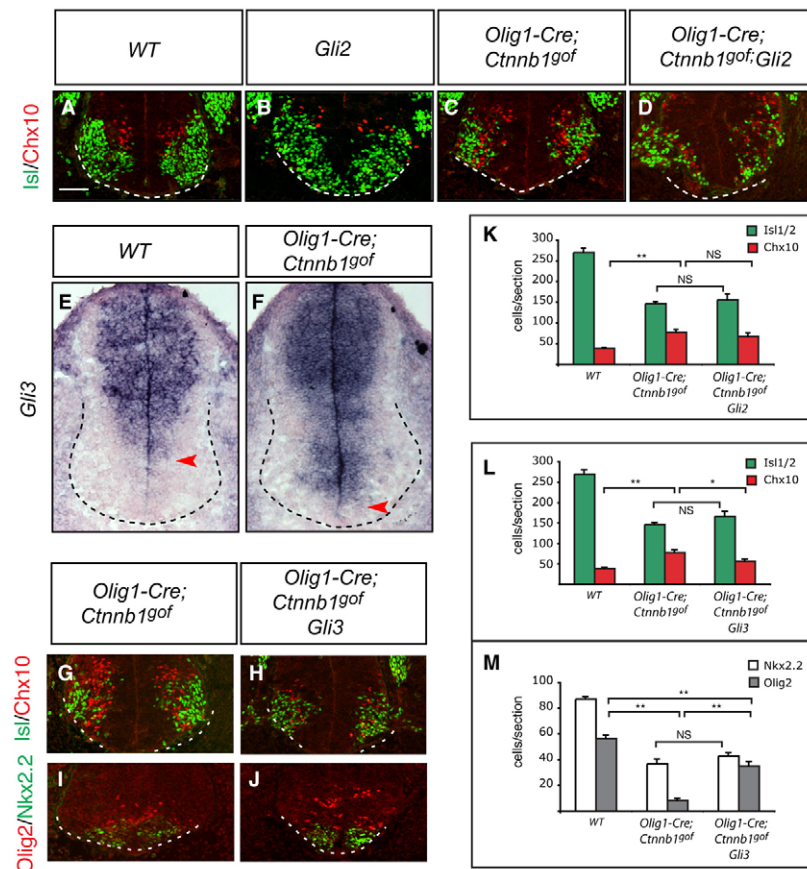 WT
Gli2
Olig1-Cre;
Ctnnb1gof
Olig1-Cre;
Ctnnb1gof;Gli2
Isl/Chx10
A
B
C
D
WT
Olig1-Cre;
Ctnnb1gof
Gli3
E
F
Olig1-Cre;
Ctnnb1gof
Olig1-Cre;
Ctnnb1gof
Gli3
Isl/Chx10
G
H
Olig2/Nkx2.2
I
J
K
Isl1/2
Chx10
cells/section
300
250
200
150
100
50
**
NS
NS
WT
Olig1-Cre;
Ctnnb1gof
Olig1-Cre;
Ctnnb1gof
Gli2
L
Isl1/2
Chx10
cells/section
300
250
200
150
100
50
**
*
NS
WT
Olig1-Cre;
Ctnnb1gof
Olig1-Cre;
Ctnnb1gof
Gli3
M
Nkx2.2
Olig2
cells/section
100
80
60
40
20
**
**
**
NS
WT
Olig1-Cre;
Ctnnb1gof
Olig1-Cre;
Ctnnb1gof
Gli3